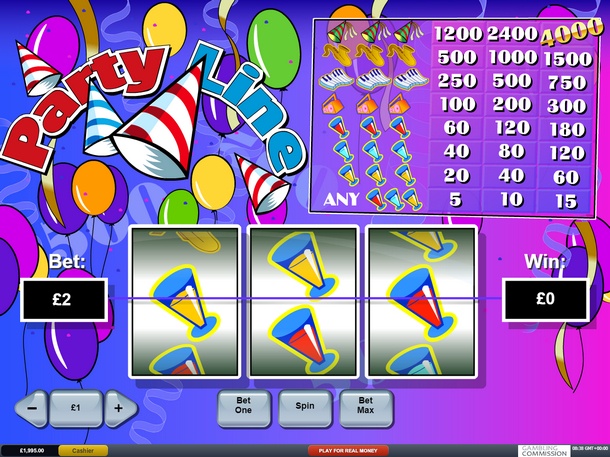 Party
Line
1200 2400 4000
500 1000 1500
250 500 750
100 200 300
60 120 180
40 80 120
20 40 60
ANY 5 10 15
Bet:
£2
Win:
£0
£1
Bet One
Spin
Bet Max
£1,995.00
Cashier
PLAY FOR REAL MONEY
GAMBLING
COMMISSION